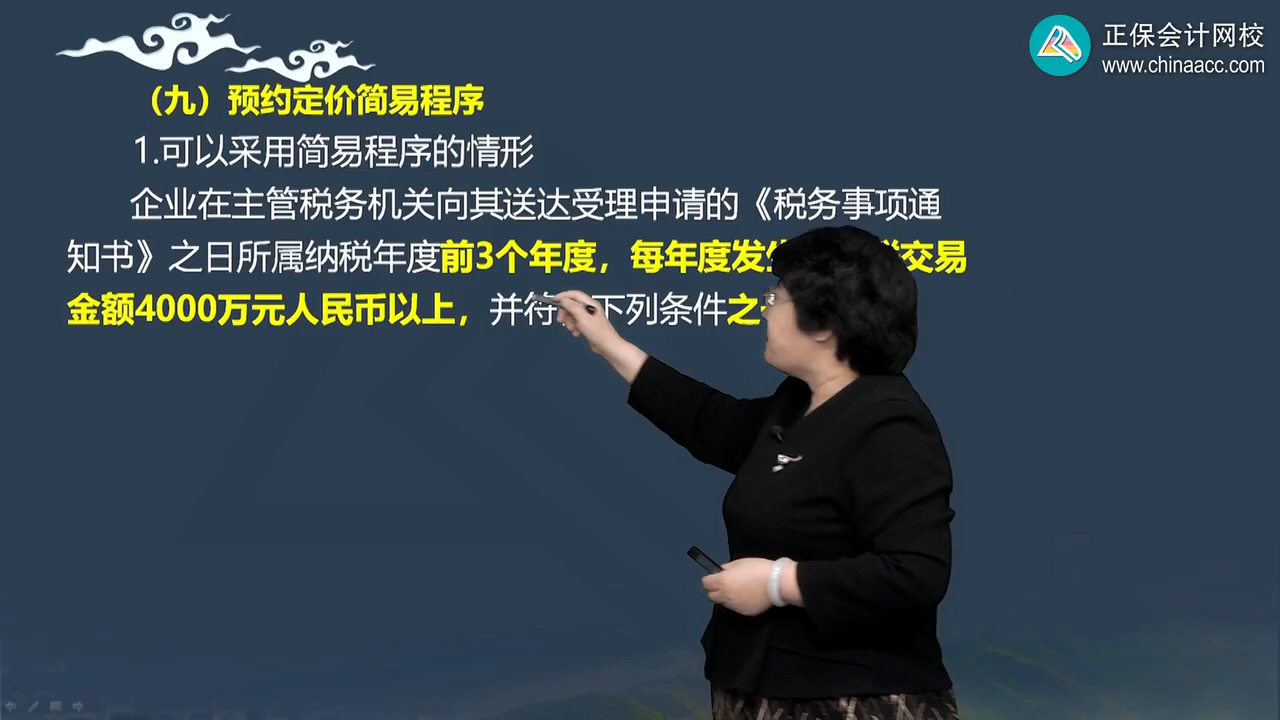 正保会计网校
www.chinaacc.com
（九）预约定价简易程序
1.可以采用简易程序的情形
企业在主管税务机关向其送达受理申请的《税务事项通
知书》之日所属纳税年度前3个年度，每年度发生 交易
金额4000万元人民币以上，并符 下列条件之